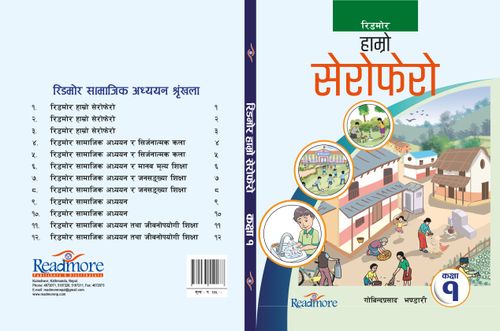 रिडमोर सामाजिक अध्ययन श्रृंखला
१. रिडमोर हाम्रो सेरोफेरो १
२. रिडमोर हाम्रो सेरोफेरो २
३. रिडमोर हाम्रो सेरोफेरो ३
४. रिडमोर सामाजिक अध्ययन र सिर्जनात्मक कला ४
५. रिडमोर सामाजिक अध्ययन र सिर्जनात्मक कला ५
६. रिडमोर सामाजिक अध्ययन र मानव मूल्य शिक्षा ६
७. रिडमोर सामाजिक अध्ययन र जनसङ्ख्या शिक्षा ७
८. रिडमोर सामाजिक अध्ययन र जनसङ्ख्या शिक्षा ८
९. रिडमोर सामाजिक अध्ययन ९
१०. रिडमोर सामाजिक अध्ययन १०
११. रिडमोर सामाजिक अध्ययन तथा जीवनोपयोगी शिक्षा ११
१२. रिडमोर सामाजिक अध्ययन तथा जीवनोपयोगी शिक्षा १२
Readmore
Publishers & Distributors
रिडमोर हाम्रो सेरोफेरो कक्षा १
रिडमोर
हाम्रो
सेरोफेरो
कक्षा
१
Readmore
गोबिन्दप्रसाद भण्डारी